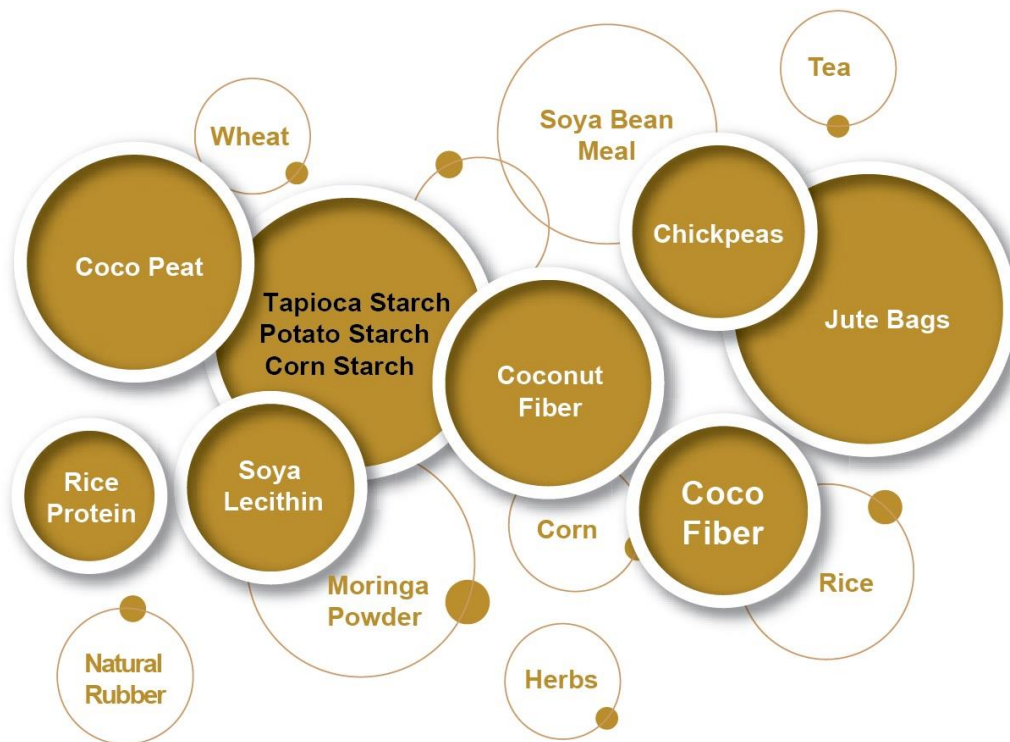 Tea
Soya Bean
Meal
Wheat
Chickpeas
Coco Peat
Tapioca Starch
Potato Starch
Corn Starch
Jute Bags
Coconut
Fiber
Rice
Protein
Soya
Lecithin
Coco
Fiber
Corn
Moringa
Powder
Rice
Natural
Rubber
Herbs